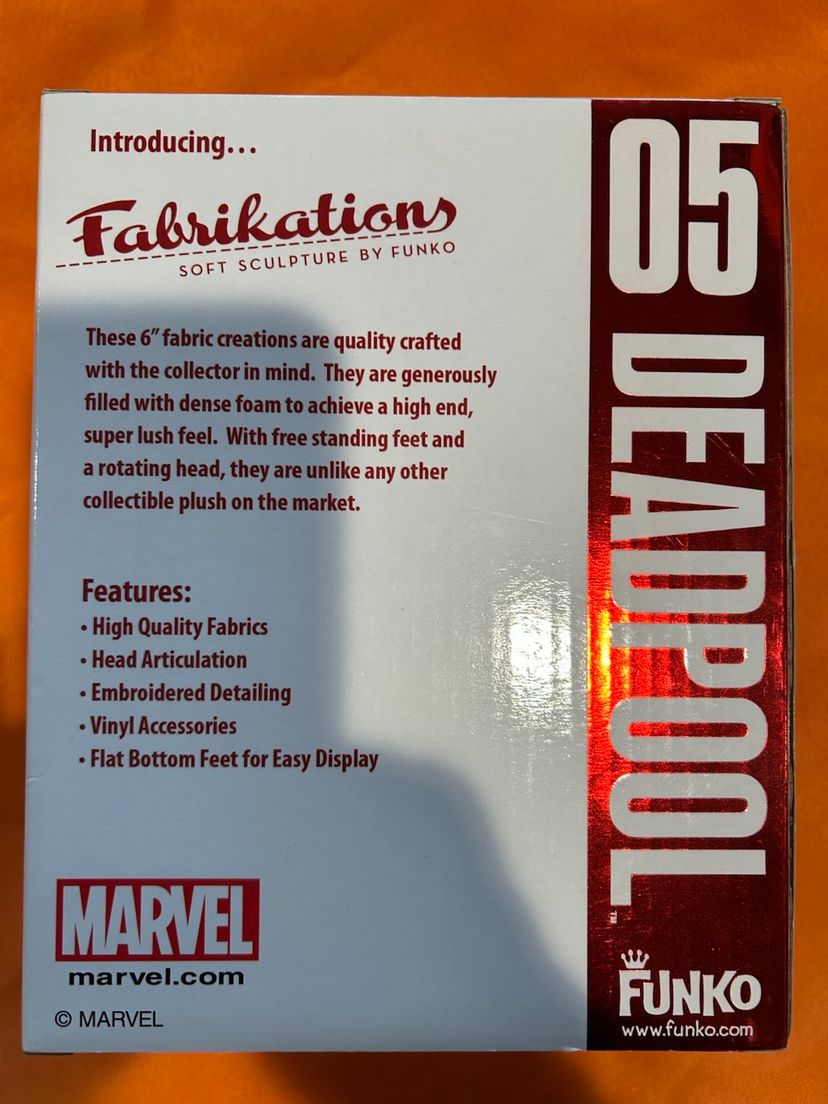 Introducing...
Fabrikations
SOFT SCULPTURE BY FUNKO
These 6” fabric creations are quality crafted
with the collector in mind. They are generously
filled with dense foam to achieve a high end,
super lush feel. With free standing feet and
a rotating head, they are unlike any other
collectible plush on the market.
Features:
• High Quality Fabrics
• Head Articulation
• Embroidered Detailing
• Vinyl Accessories
• Flat Bottom Feet for Easy Display
MARVEL
marvel.com
© MARVEL
05
DEADPOOL™
FUNKO
www.funko.com